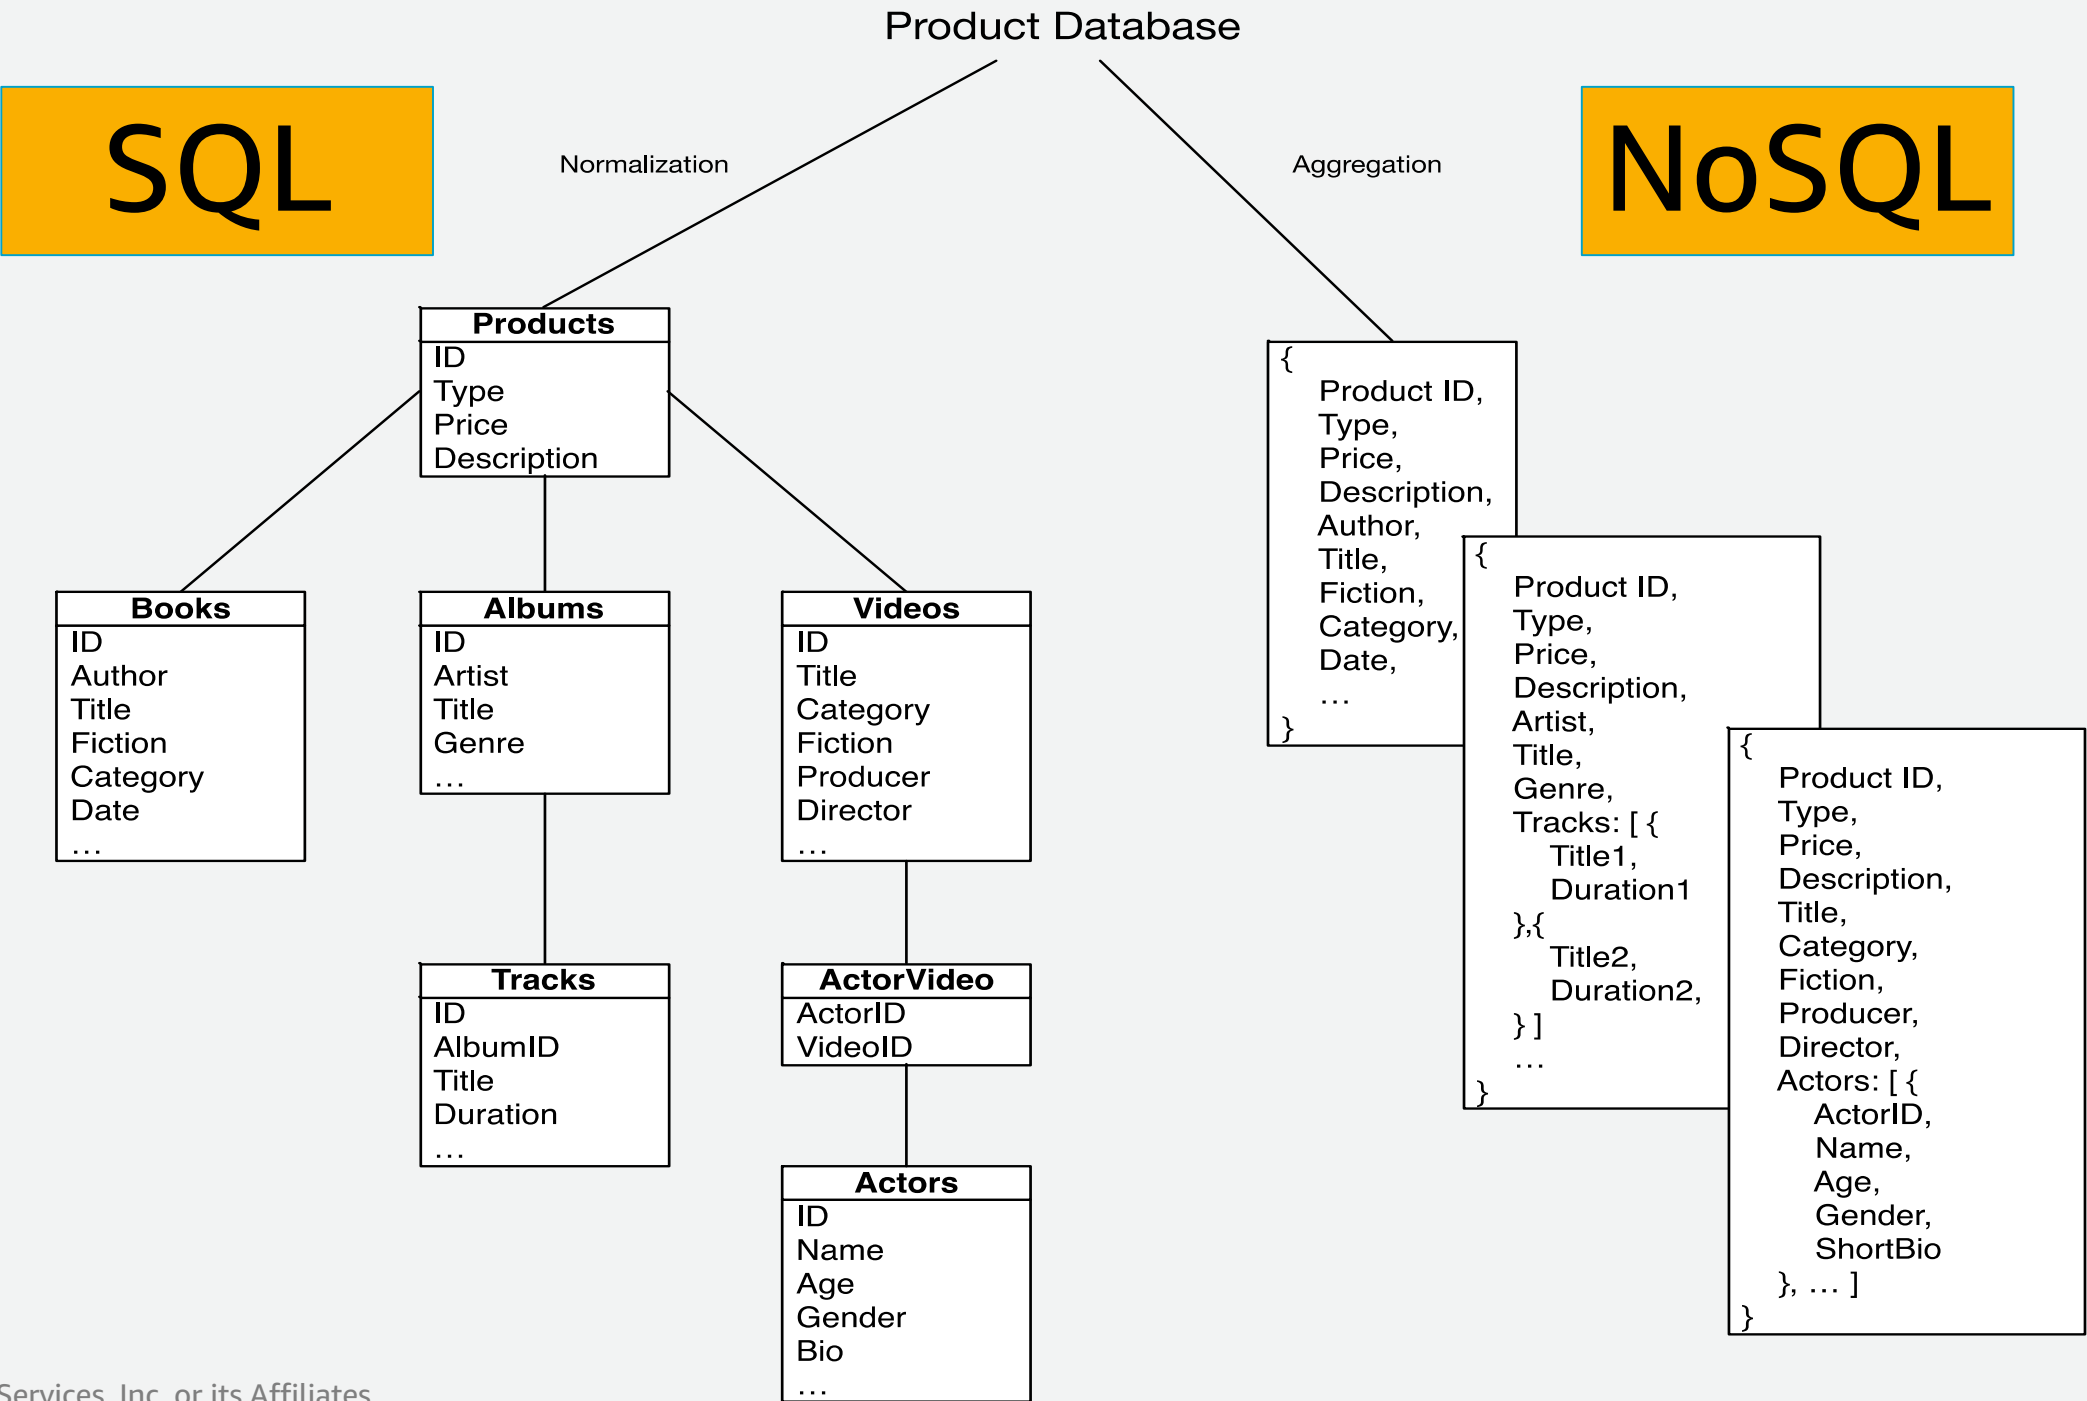 Product Database
SQL
NoSQL
Normalization
Aggregation
Products
ID
Type
Price
Description
Books
ID
Author
Title
Fiction
Category
Date
...
Albums
ID
Artist
Title
Genre
...
Videos
ID
Title
Category
Fiction
Producer
Director
...
Tracks
ID
AlbumID
Title
Duration
...
ActorVideo
ActorID
VideoID
Actors
ID
Name
Age
Gender
Bio
...
{
Product ID,
Type,
Price,
Description,
Author,
Title,
Fiction,
Category,
Date,
...
}
{
Product ID,
Type,
Price,
Description,
Artist,
Title,
Genre,
Tracks: [ {
Title1,
Duration1
},{
Title2,
Duration2,
} ]
...
}
{
Product ID,
Type,
Price,
Description,
Title,
Category,
Fiction,
Producer,
Director,
Actors: [ {
ActorID,
Name,
Age,
Gender,
ShortBio
}, ... ]
}
Services, Inc. or its Affiliates